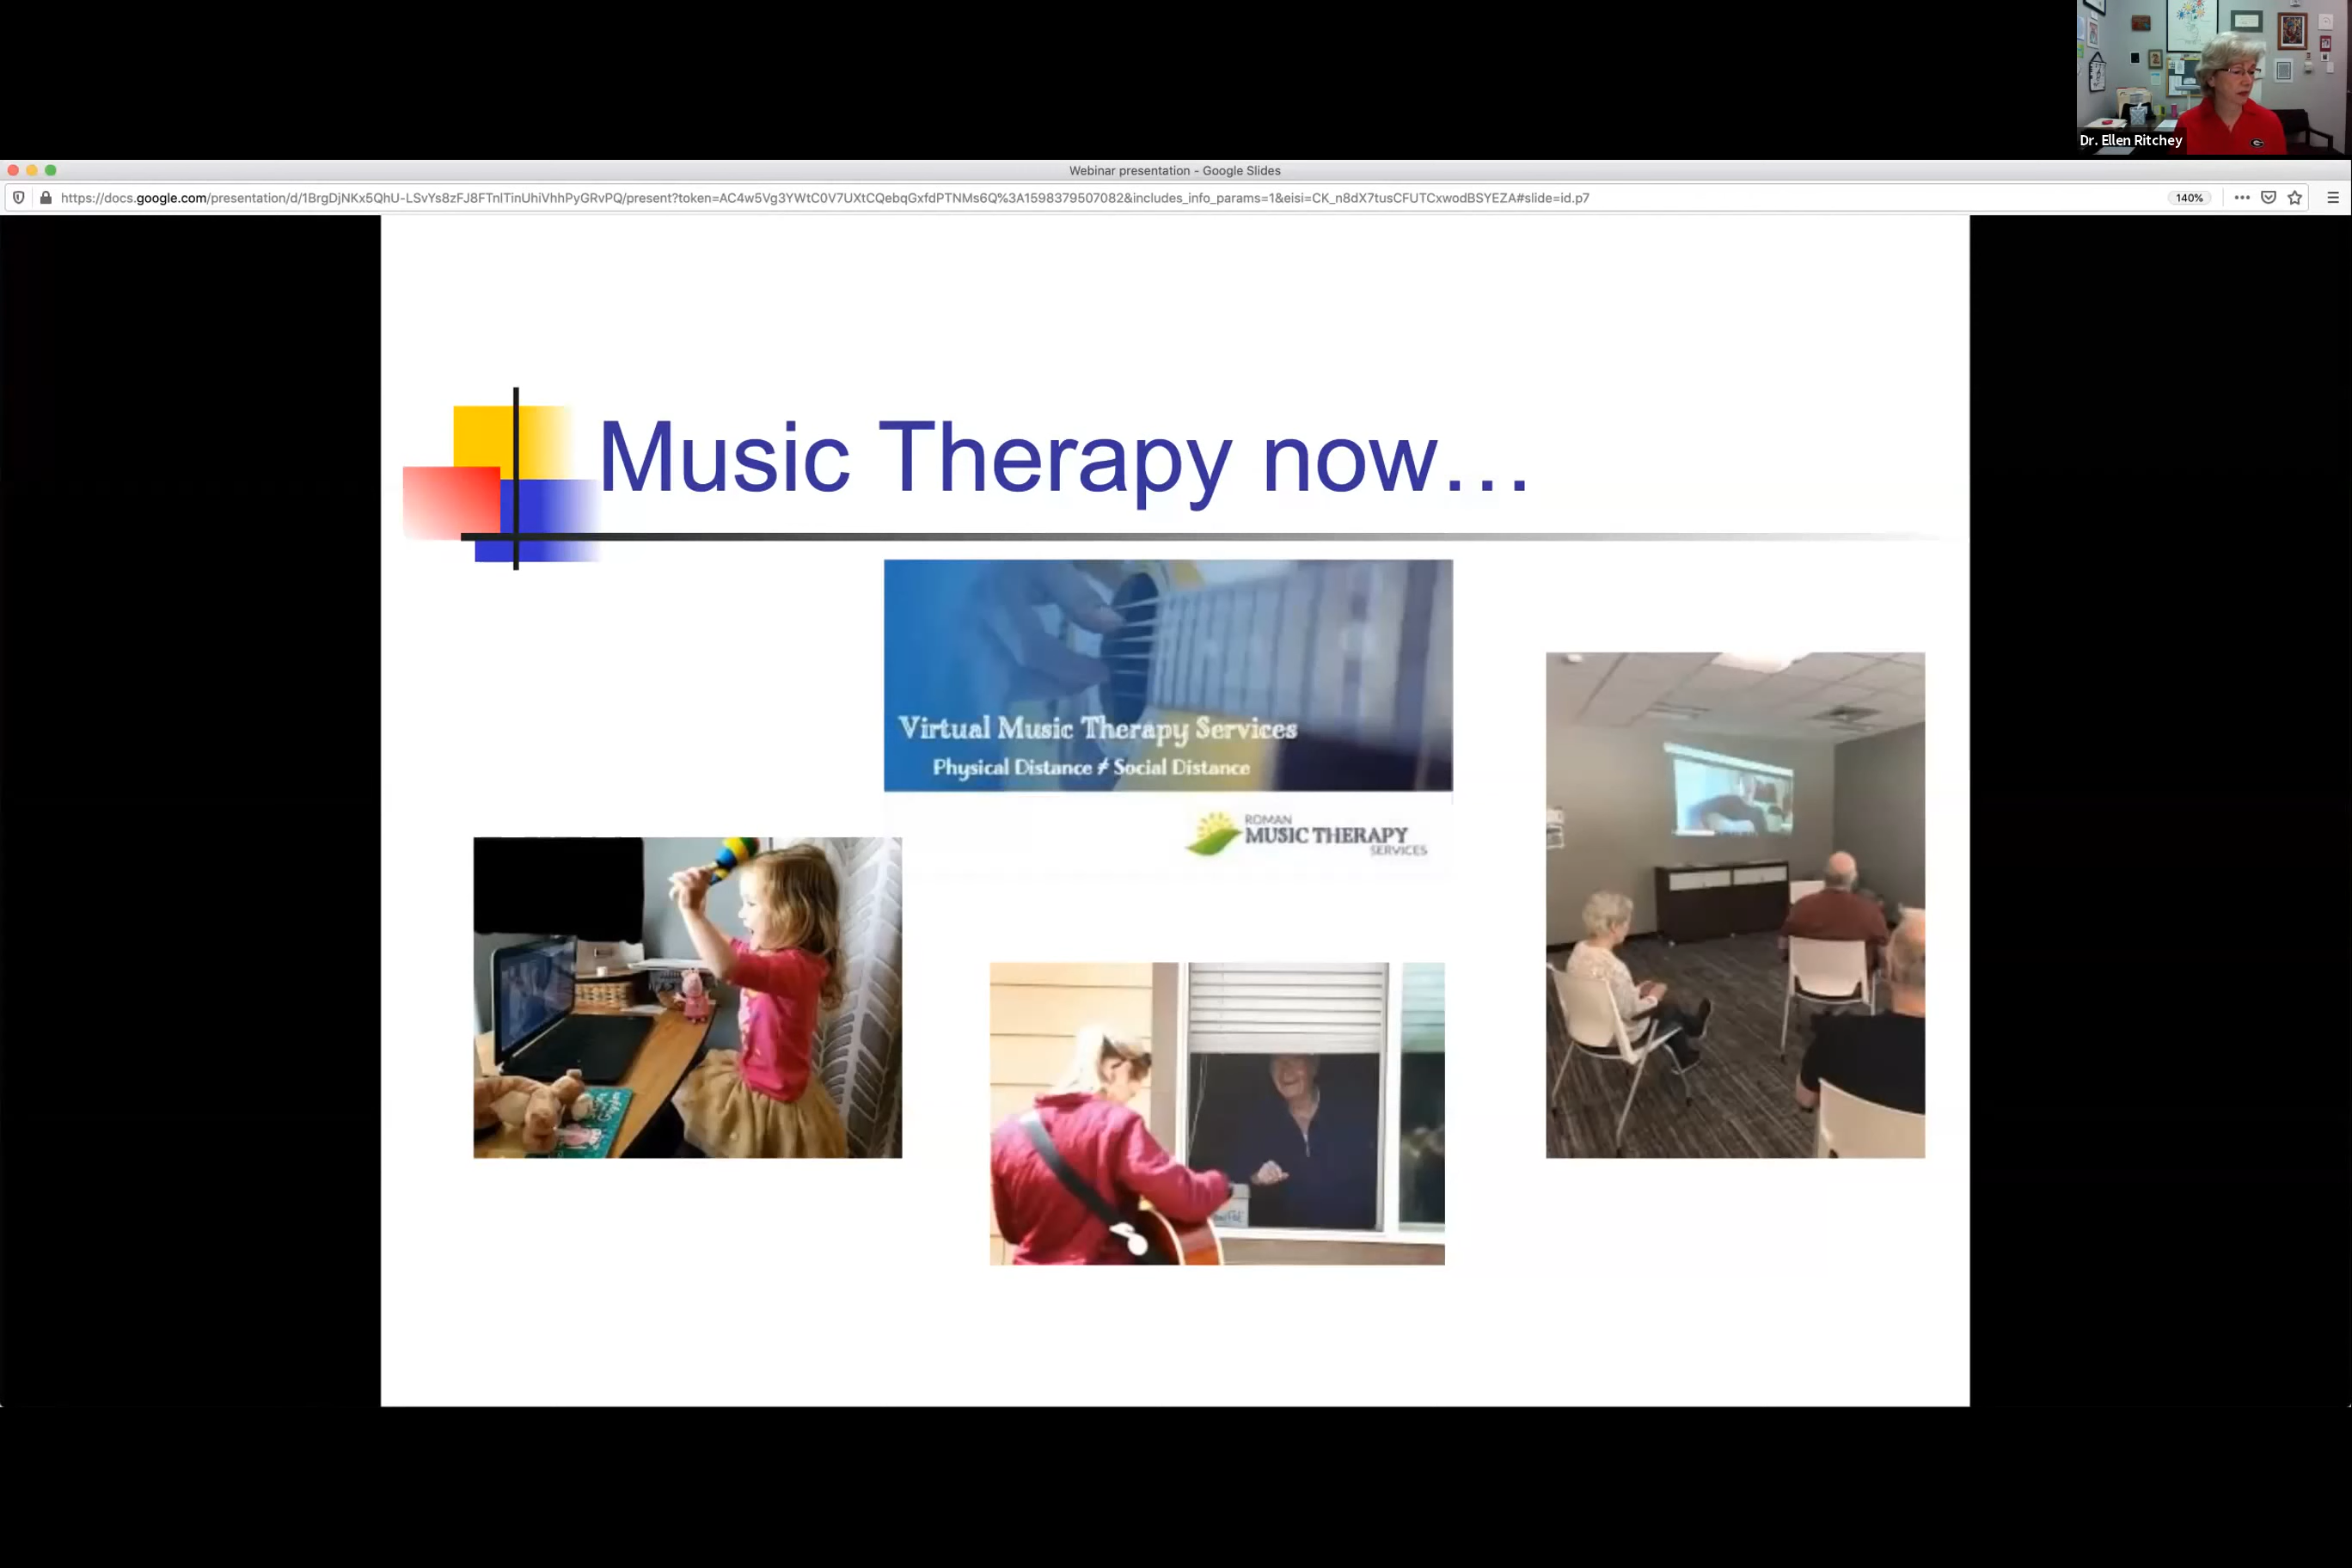 Dr. Ellen Ritchey
Webinar presentation - Google Slides
https://docs.google.com/presentation/d/1BrgDjNKx5QhU-LSvYs8zFJ8FTnlTinUhiVhhPyGRvPQ/present?token=AC4w5Vg3YWtC0V7UXtCQebqGxfdPTNMs6Q%3A1598379507082&includes_info_params=1&eisi=CK_n8dX7tusCFUTCxwodBSYEZA#slide=id.p7
140%
Music Therapy now…
Virtual Music Therapy Services
Physical Distance ≠ Social Distance
ROMAN
MUSIC THERAPY
SERVICES